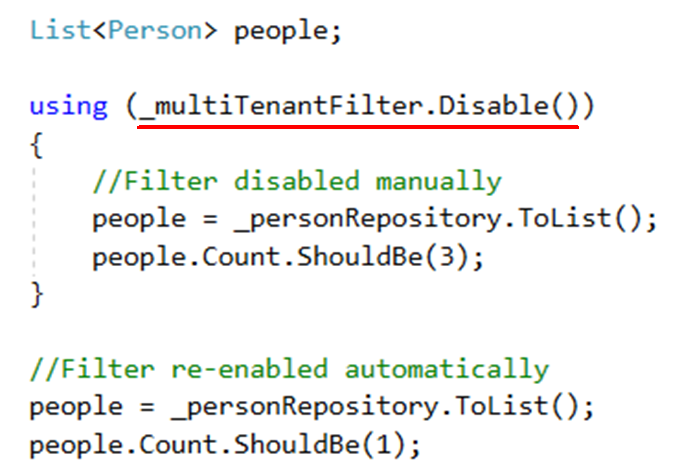 List<Person> people;
using (_multiTenantFilter.Disable())
{
//Filter disabled manually
people = _personRepository.ToList();
people.Count.ShouldBe(3);
}
//Filter re-enabled automatically
people = _personRepository.ToList();
people.Count.ShouldBe(1);